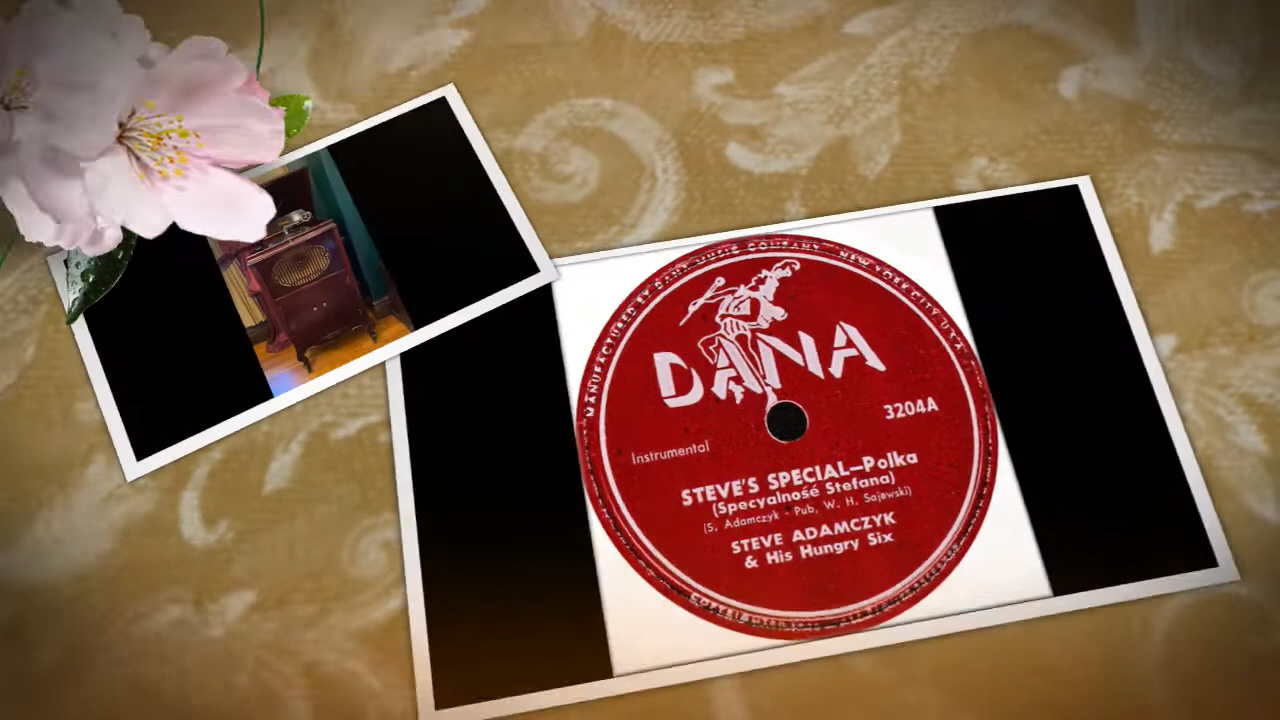 MANUFACTURED BY DANA MUSIC COMPANY NEW YORK CITY U.S.A.
DANA
3204A
Instrumental
STEVE'S SPECIAL—Polka
(Specyalność Stefana)
(S. Adamczyk - Pub. W. H. Sajewski)
STEVE ADAMCZYK
& His Hungry Six